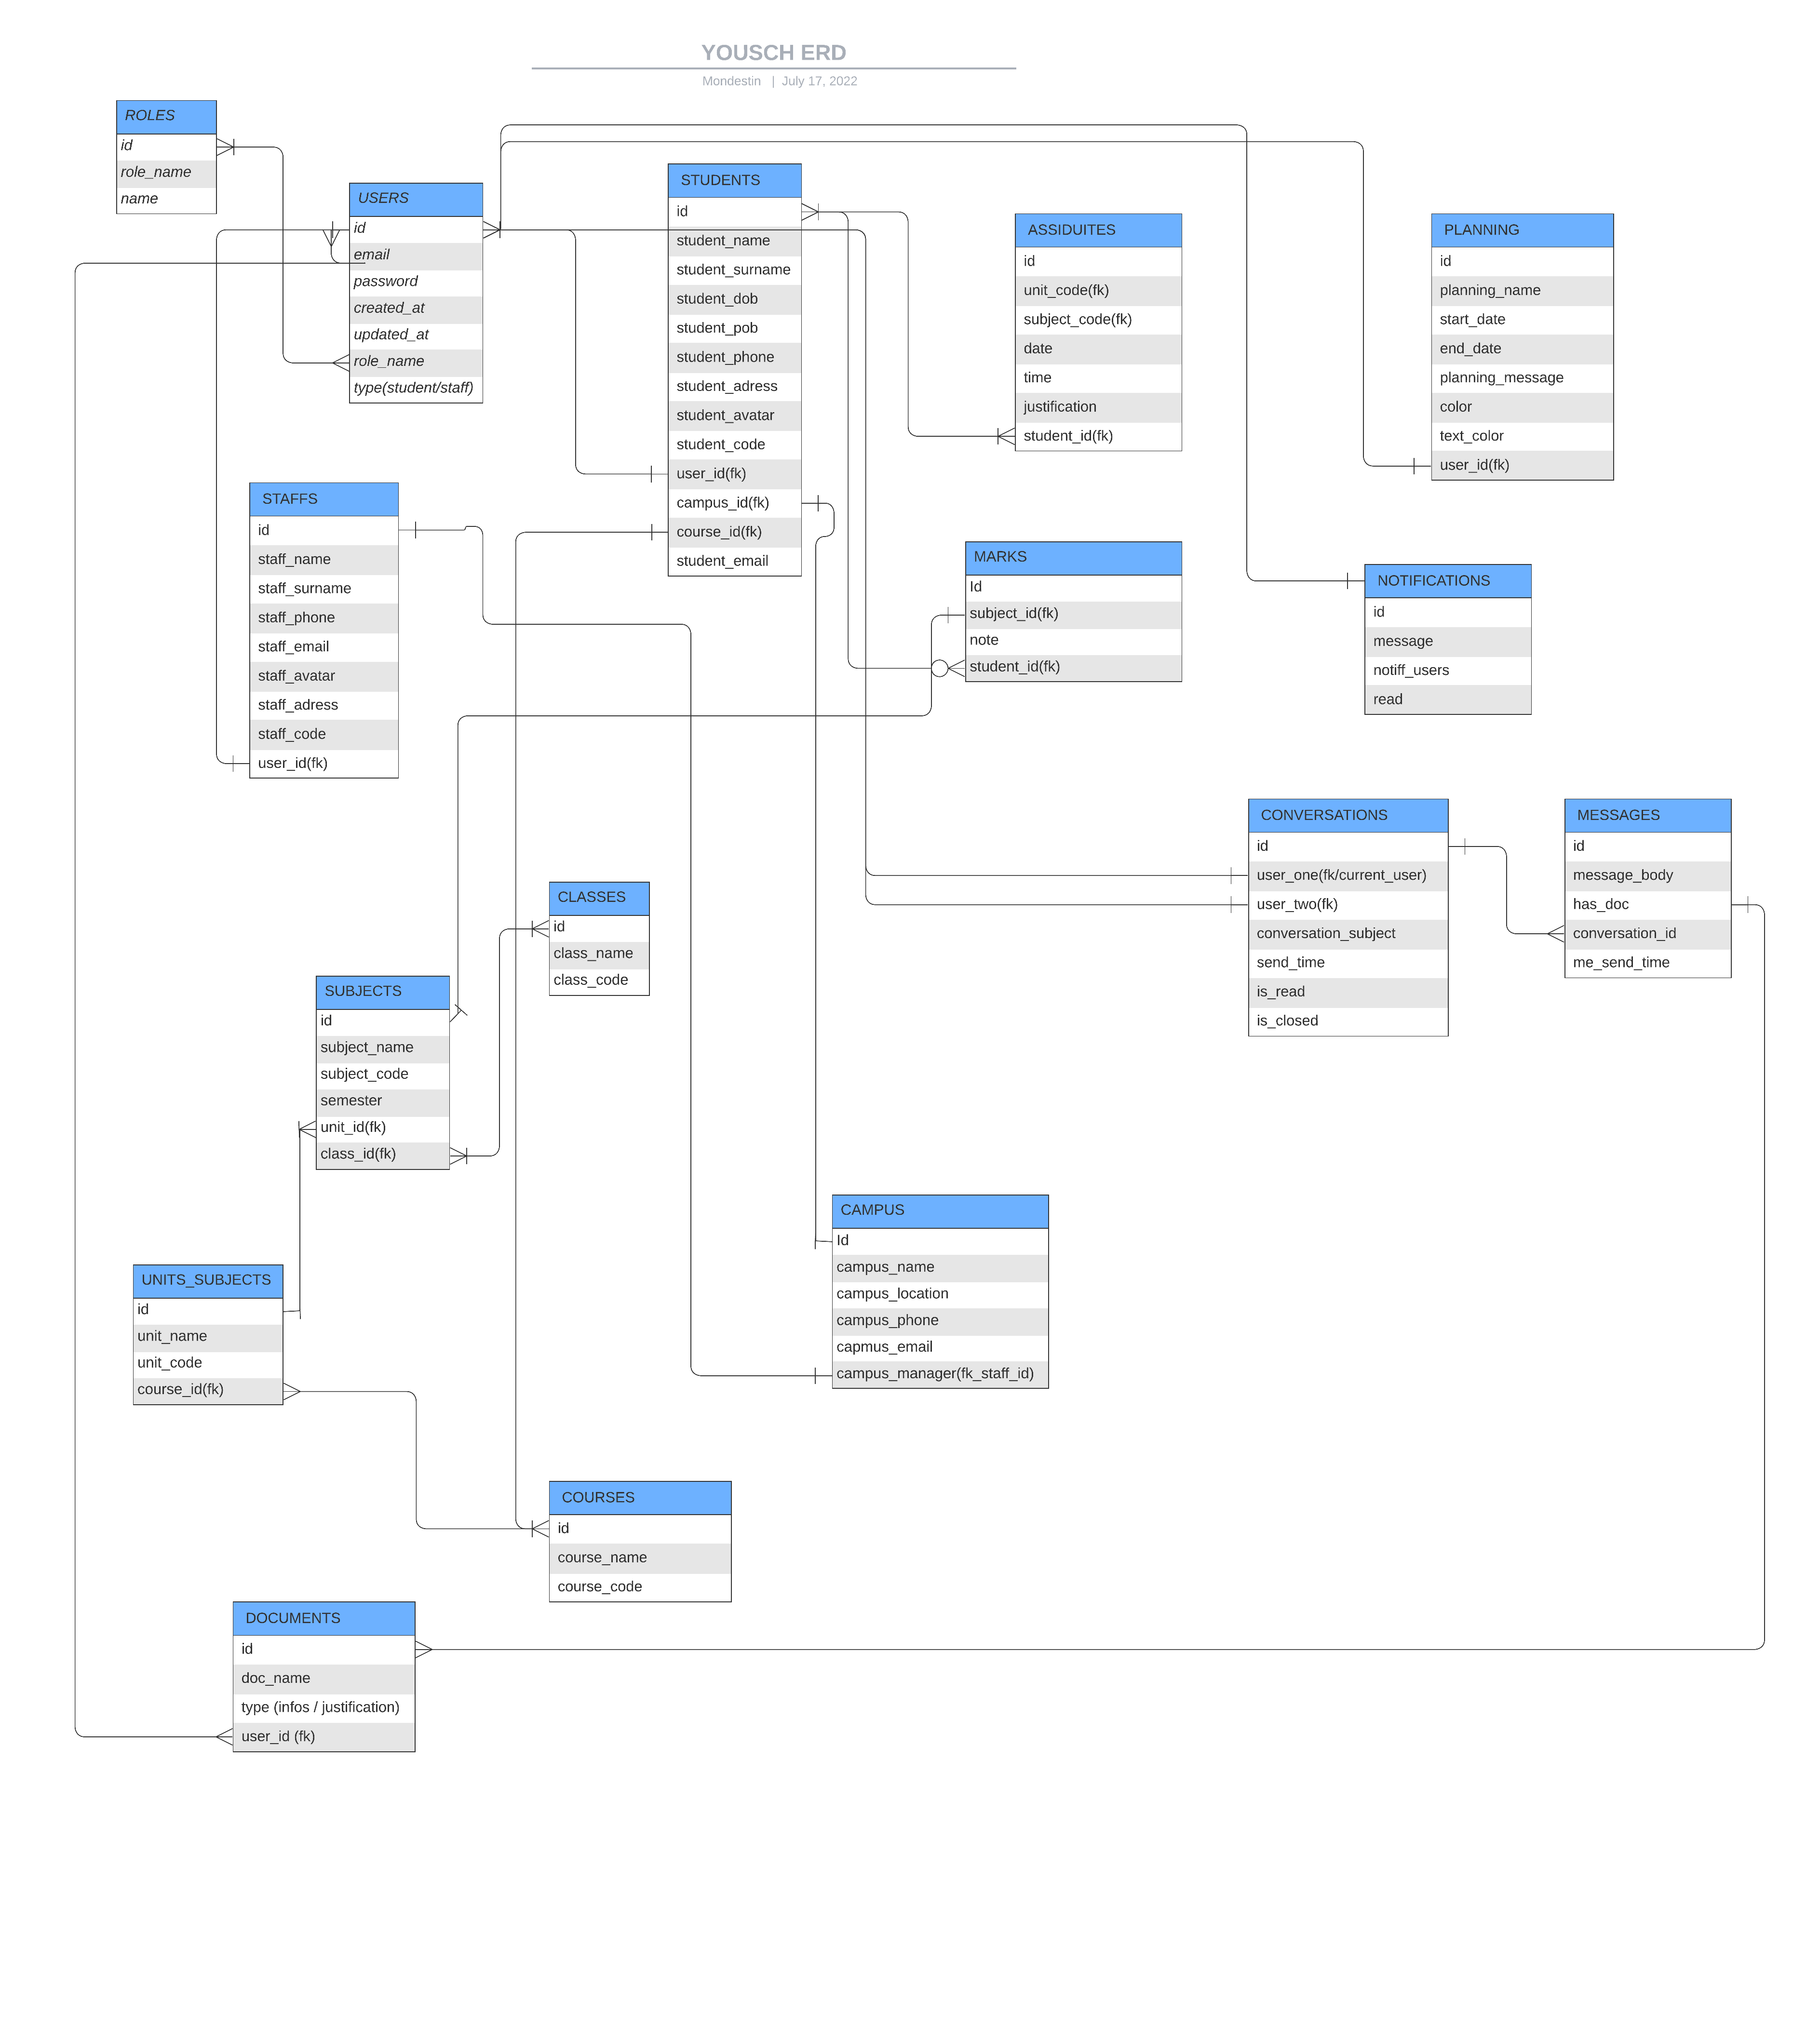 YOUSCH ERD
Mondestin | July 17, 2022
ROLES
id
role_name
name
USERS
id
email
password
created_at
updated_at
role_name
type(student/staff)
STUDENTS
id
student_name
student_surname
student_dob
student_pob
student_phone
student_adress
student_avatar
student_code
user_id(fk)
campus_id(fk)
course_id(fk)
student_email
ASSIDUITES
id
unit_code(fk)
subject_code(fk)
date
time
justification
student_id(fk)
PLANNING
id
planning_name
start_date
end_date
planning_message
color
text_color
user_id(fk)
STAFFS
id
staff_name
staff_surname
staff_phone
staff_email
staff_avatar
staff_adress
staff_code
user_id(fk)
MARKS
Id
subject_id(fk)
note
student_id(fk)
NOTIFICATIONS
id
message
notiff_users
read
CONVERSATIONS
id
user_one(fk/current_user)
user_two(fk)
conversation_subject
send_time
is_read
is_closed
MESSAGES
id
message_body
has_doc
conversation_id
me_send_time
CLASSES
id
class_name
class_code
SUBJECTS
id
subject_name
subject_code
semester
unit_id(fk)
class_id(fk)
CAMPUS
Id
campus_name
campus_location
campus_phone
capmus_email
campus_manager(fk_staff_id)
UNITS_SUBJECTS
id
unit_name
unit_code
course_id(fk)
COURSES
id
course_name
course_code
DOCUMENTS
id
doc_name
type (infos / justification)
user_id (fk)